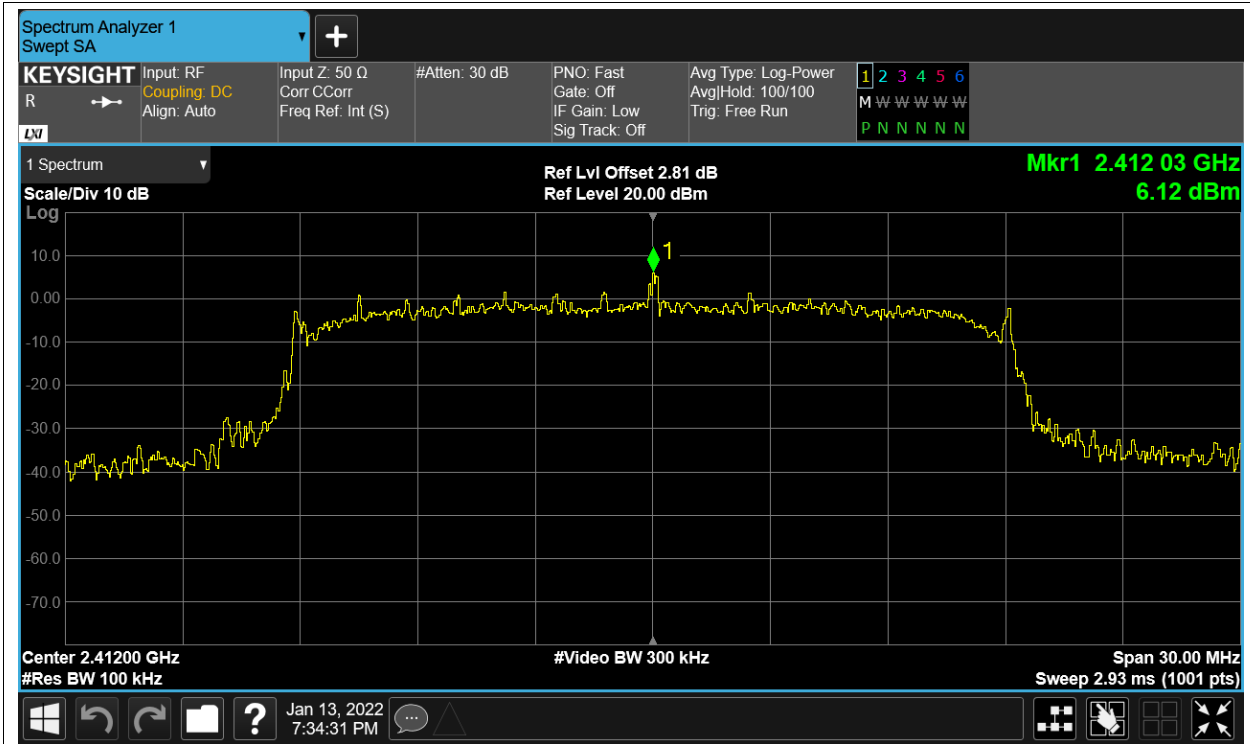 Spectrum Analyzer 1
Swept SA
KEYSIGHT
R
LXI
Input: RF
Coupling: DC
Align: Auto
Input Z: 50 Ω
Corr CCorr
Freq Ref: Int (S)
#Atten: 30 dB
PNO: Fast
Gate: Off
IF Gain: Low
Sig Track: Off
Avg Type: Log-Power
Avg|Hold: 100/100
Trig: Free Run
1 2 3 4 5 6
M W W W W W
P N N N N N
1 Spectrum
Scale/Div 10 dB
Log
Ref Lvl Offset 2.81 dB
Ref Level 20.00 dBm
Mkr1 2.412 03 GHz
6.12 dBm
1
10.0
0.00
-10.0
-20.0
-30.0
-40.0
-50.0
-60.0
-70.0
Center 2.41200 GHz
#Res BW 100 kHz
#Video BW 300 kHz
Span 30.00 MHz
Sweep 2.93 ms (1001 pts)
?
Jan 13, 2022
7:34:31 PM